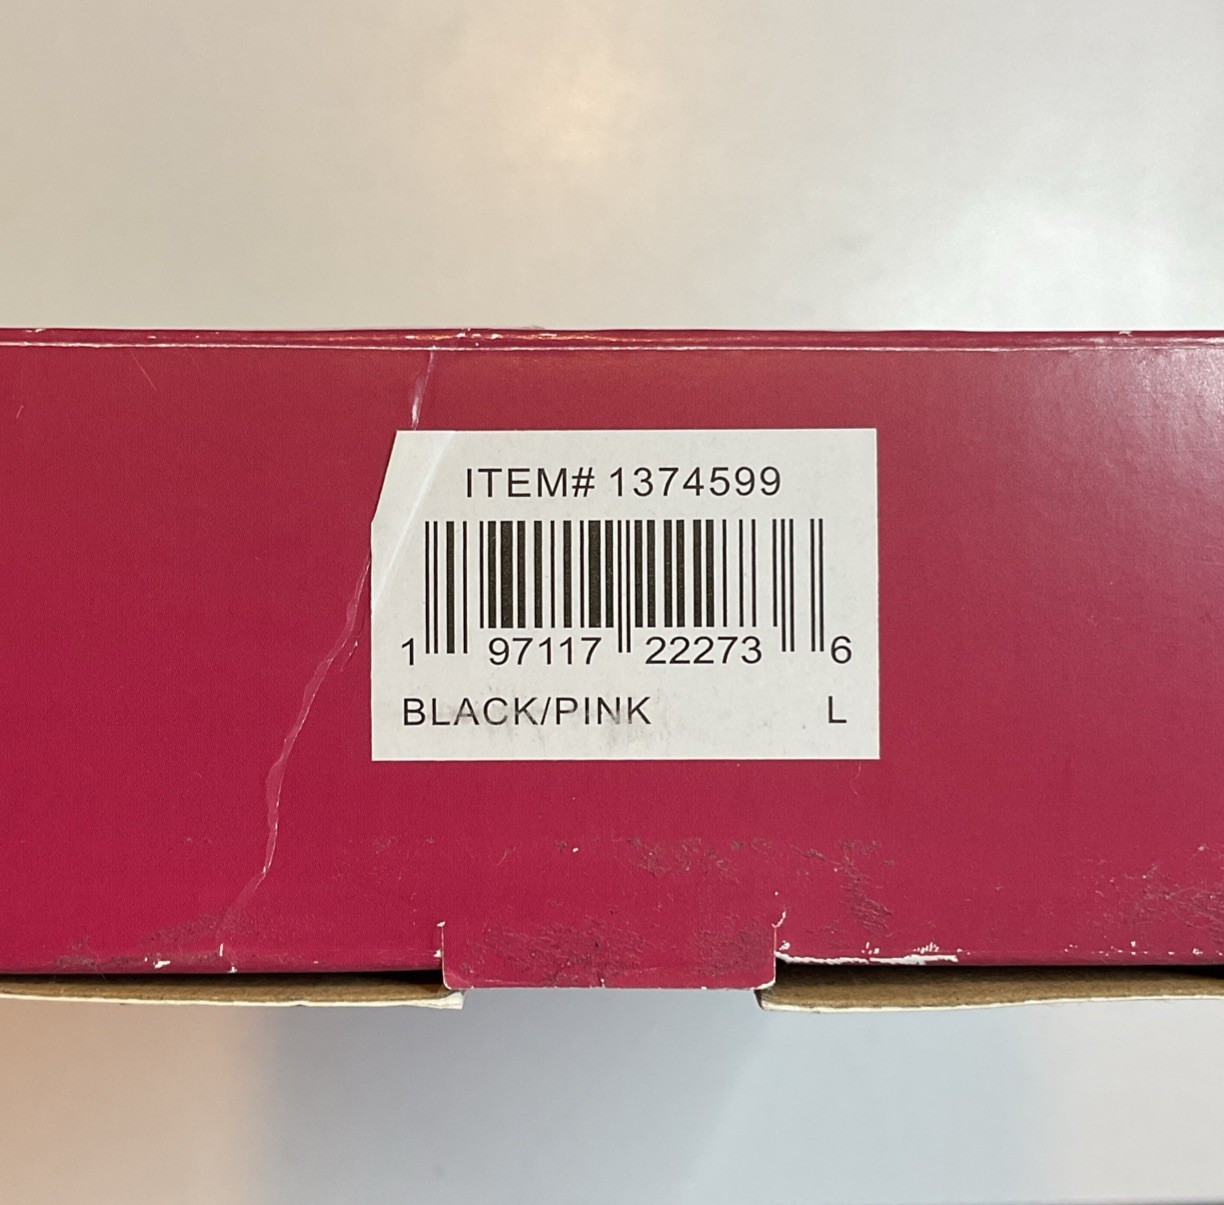 ITEM# 1374599
1 97117 22273 6
BLACK/PINK L